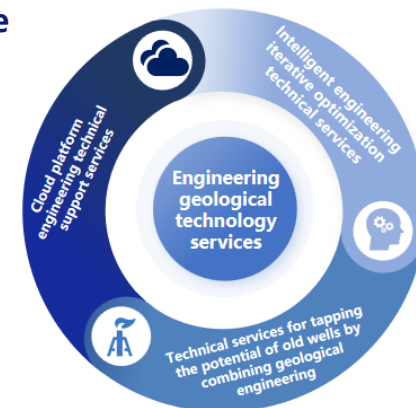 e
Intelligent engineering
iterative optimization
technical services
Cloud platform
engineering technical
support services
Engineering
geological
technology
services
Technical services for tapping
the potential of old wells by
combining geological
engineering